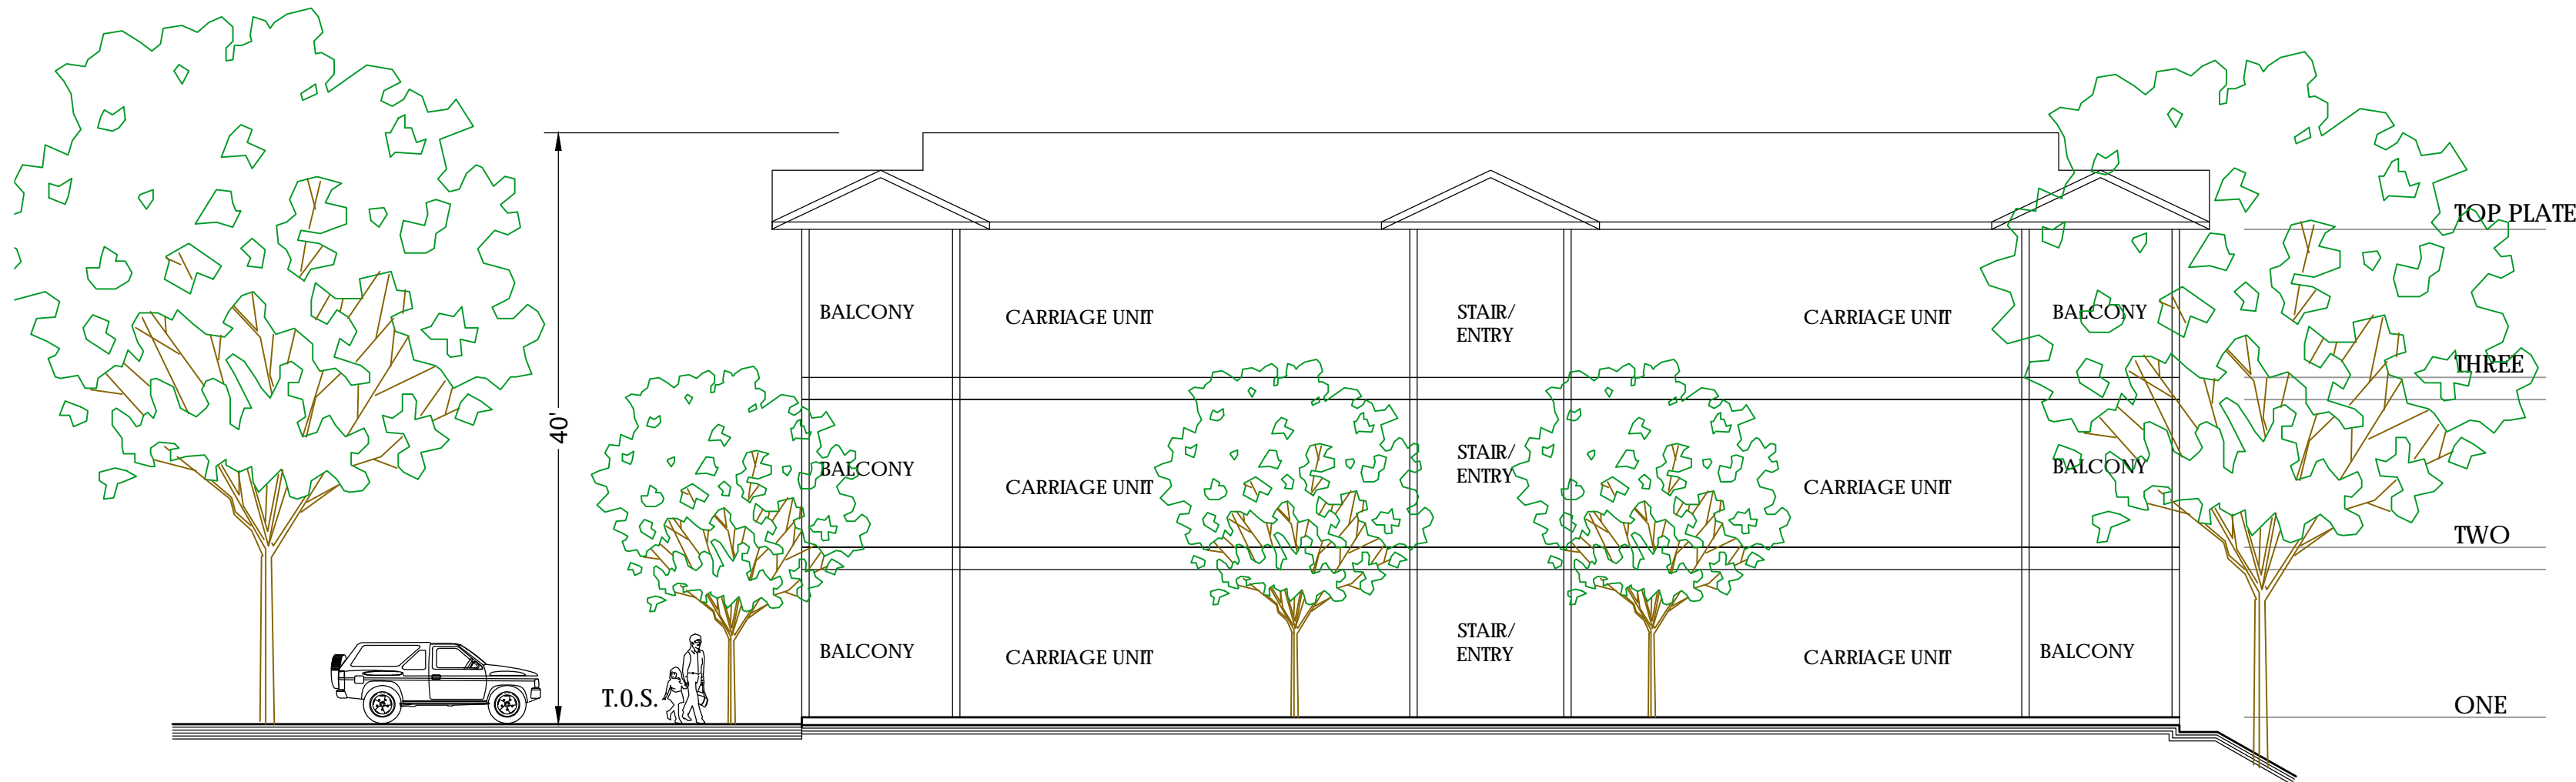 TOP PLATE
BALCONY
CARRIAGE UNIT
STAIR/
ENTRY
CARRIAGE UNIT
BALCONY
THREE
40'
BALCONY
CARRIAGE UNIT
STAIR/
ENTRY
CARRIAGE UNIT
BALCONY
TWO
BALCONY
CARRIAGE UNIT
STAIR/
ENTRY
CARRIAGE UNIT
BALCONY
T.O.S.
ONE